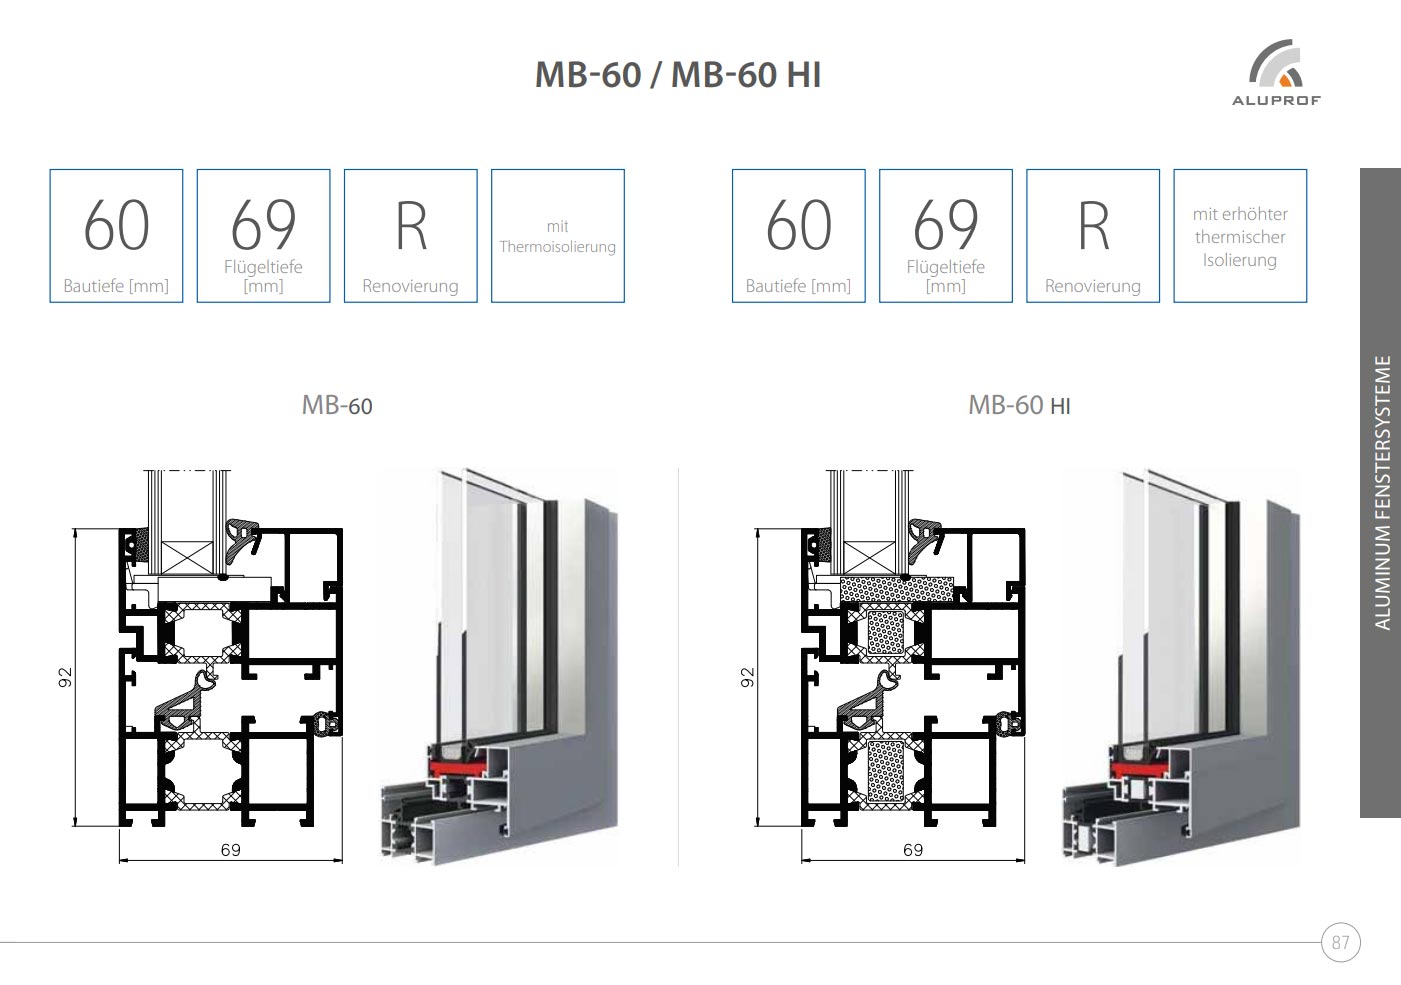 MB-60 / MB-60 HI
ALUPROF
60
Bautiefe [mm]
69
Flügeltiefe
[mm]
R
Renovierung
mit
Thermoisolierung
60
Bautiefe [mm]
69
Flügeltiefe
[mm]
R
Renovierung
mit erhöhter
thermischer
Isolierung
MB-60
MB-60 HI
92
69
92
69
ALUMINUM FENSTERSYSTEME
87